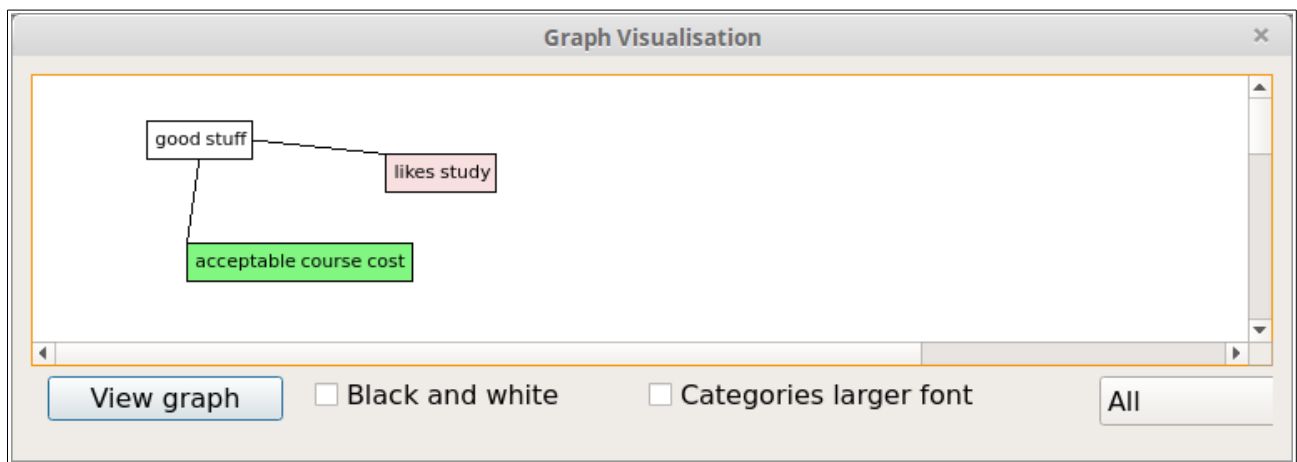 Graph Visualisation
good stuff
likes study
acceptable course cost
View graph
Black and white
Categories larger font
All